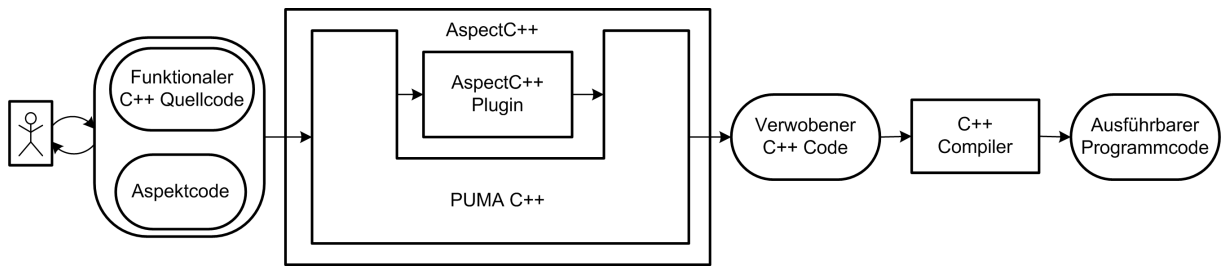 Funktionaler
C++ Quellcode
Aspektcode
AspectC++
AspectC++
Plugin
PUMA C++
Verwobener
C++ Code
C++
Compiler
Ausführbarer
Programmcode